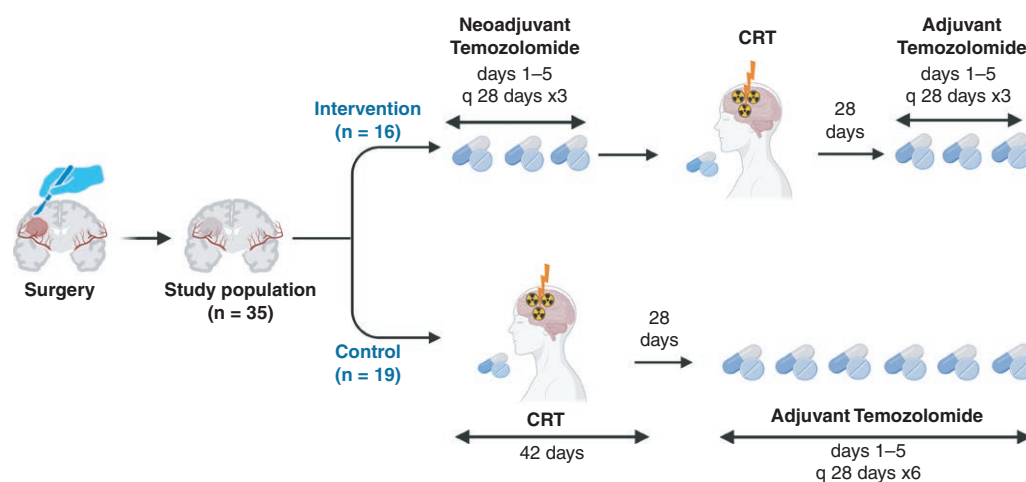 Neoadjuvant
Temozolomide
days 1–5
q 28 days x3
CRT
28
days
Adjuvant
Temozolomide
days 1–5
q 28 days x3
Intervention
(n = 16)
Surgery
Study population
(n = 35)
Control
(n = 19)
CRT
42 days
28
days
Adjuvant Temozolomide
days 1–5
q 28 days x6